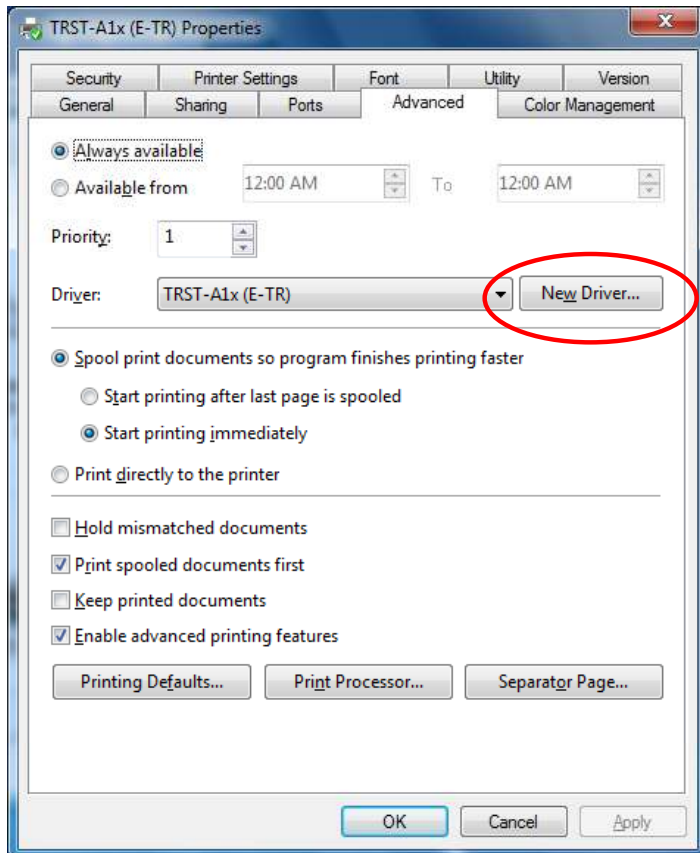 TRST-A1x (E-TR) Properties
Security Printer Settings Font Utility Version
General Sharing Ports Advanced Color Management
Always available
Available from 12:00 AM To 12:00 AM
Priority: 1
Driver: TRST-A1x (E-TR) New Driver...
Spool print documents so program finishes printing faster
Start printing after last page is spooled
Start printing immediately
Print directly to the printer
Hold mismatched documents
Print spooled documents first
Keep printed documents
Enable advanced printing features
Printing Defaults... Print Processor... Separator Page...
OK Cancel Apply